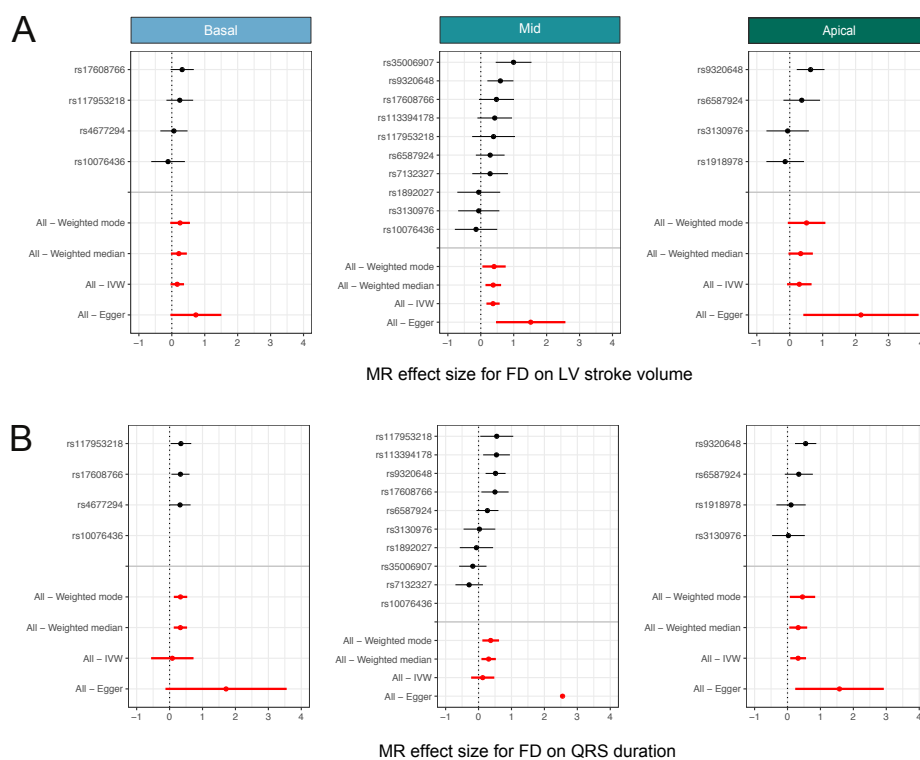 A
Basal
Mid
Apical
rs17608766
rs117953218
rs4677294
rs10076436
All – Weighted mode
All – Weighted median
All – IVW
All – Egger
−1 0 1 2 3 4
rs35006907
rs9320648
rs17608766
rs113394178
rs117953218
rs6587924
rs7132327
rs1892027
rs3130976
rs10076436
All – Weighted mode
All – Weighted median
All – IVW
All – Egger
−1 0 1 2 3 4
rs9320648
rs6587924
rs3130976
rs1918978
All – Weighted mode
All – Weighted median
All – IVW
All – Egger
−1 0 1 2 3 4
MR effect size for FD on LV stroke volume
B
rs117953218
rs17608766
rs4677294
rs10076436
All – Weighted mode
All – Weighted median
All – IVW
All – Egger
−1 0 1 2 3 4
rs117953218
rs113394178
rs9320648
rs17608766
rs6587924
rs3130976
rs1892027
rs35006907
rs7132327
rs10076436
All – Weighted mode
All – Weighted median
All – IVW
All – Egger
−1 0 1 2 3 4
rs9320648
rs6587924
rs1918978
rs3130976
All – Weighted mode
All – Weighted median
All – IVW
All – Egger
−1 0 1 2 3 4
MR effect size for FD on QRS duration